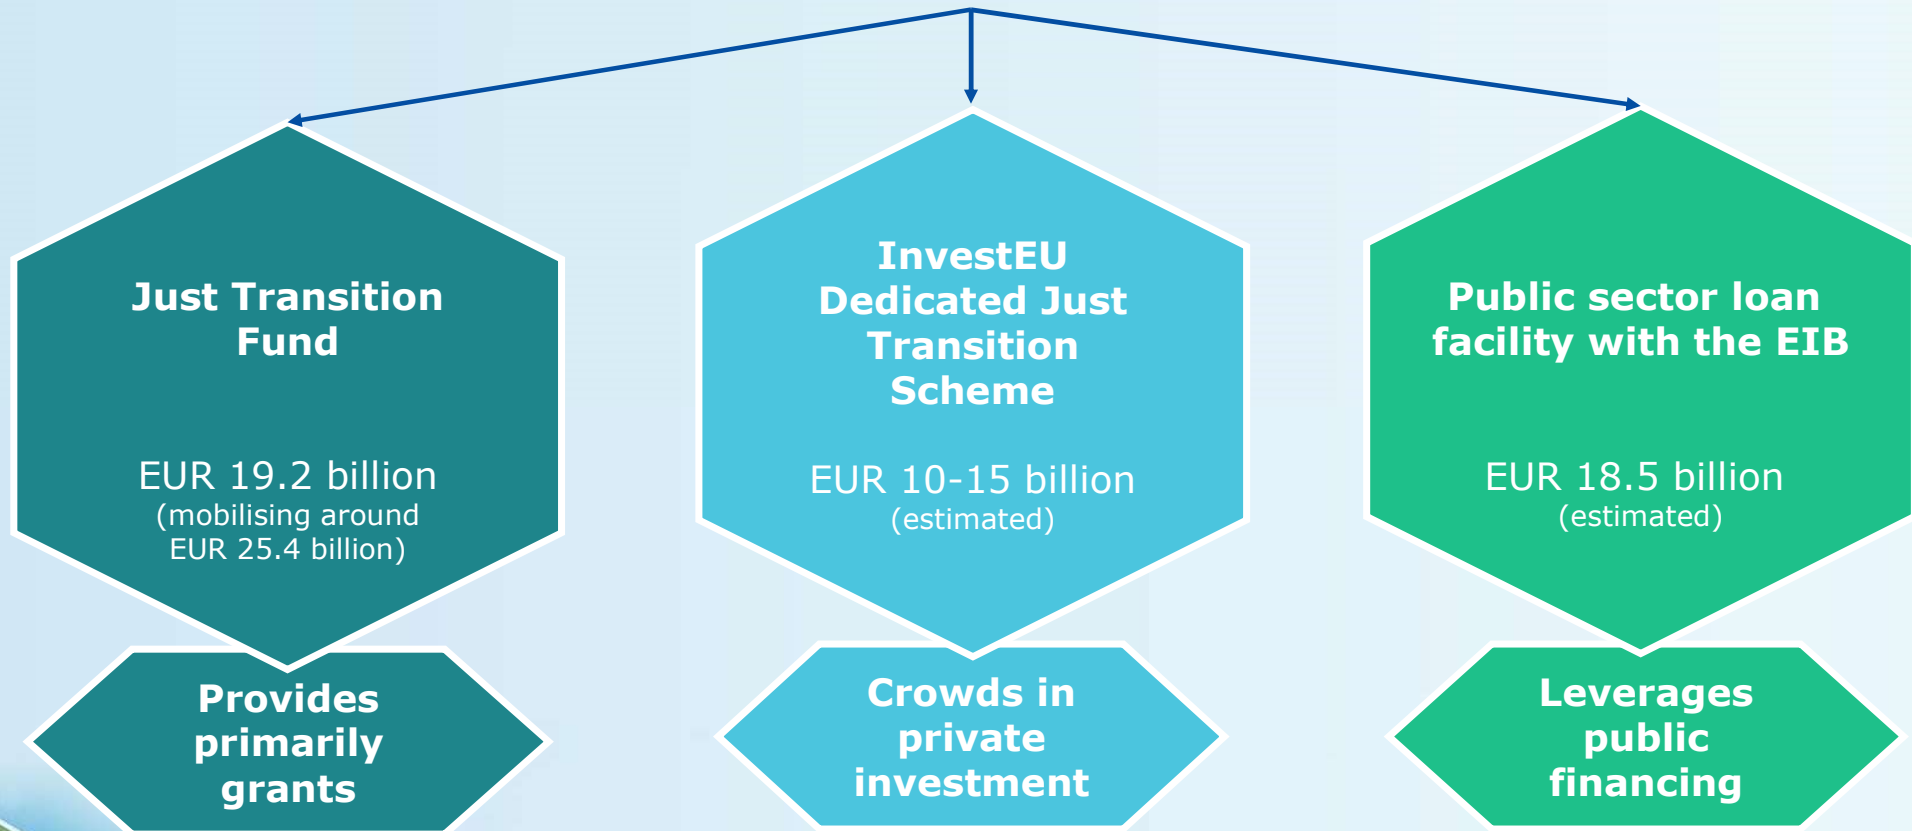 Just Transition
Fund
EUR 19.2 billion
(mobilising around
EUR 25.4 billion)
Provides
primarily
grants
InvestEU
Dedicated Just
Transition
Scheme
EUR 10-15 billion
(estimated)
Crowds in
private
investment
Public sector loan
facility with the EIB
EUR 18.5 billion
(estimated)
Leverages
public
financing